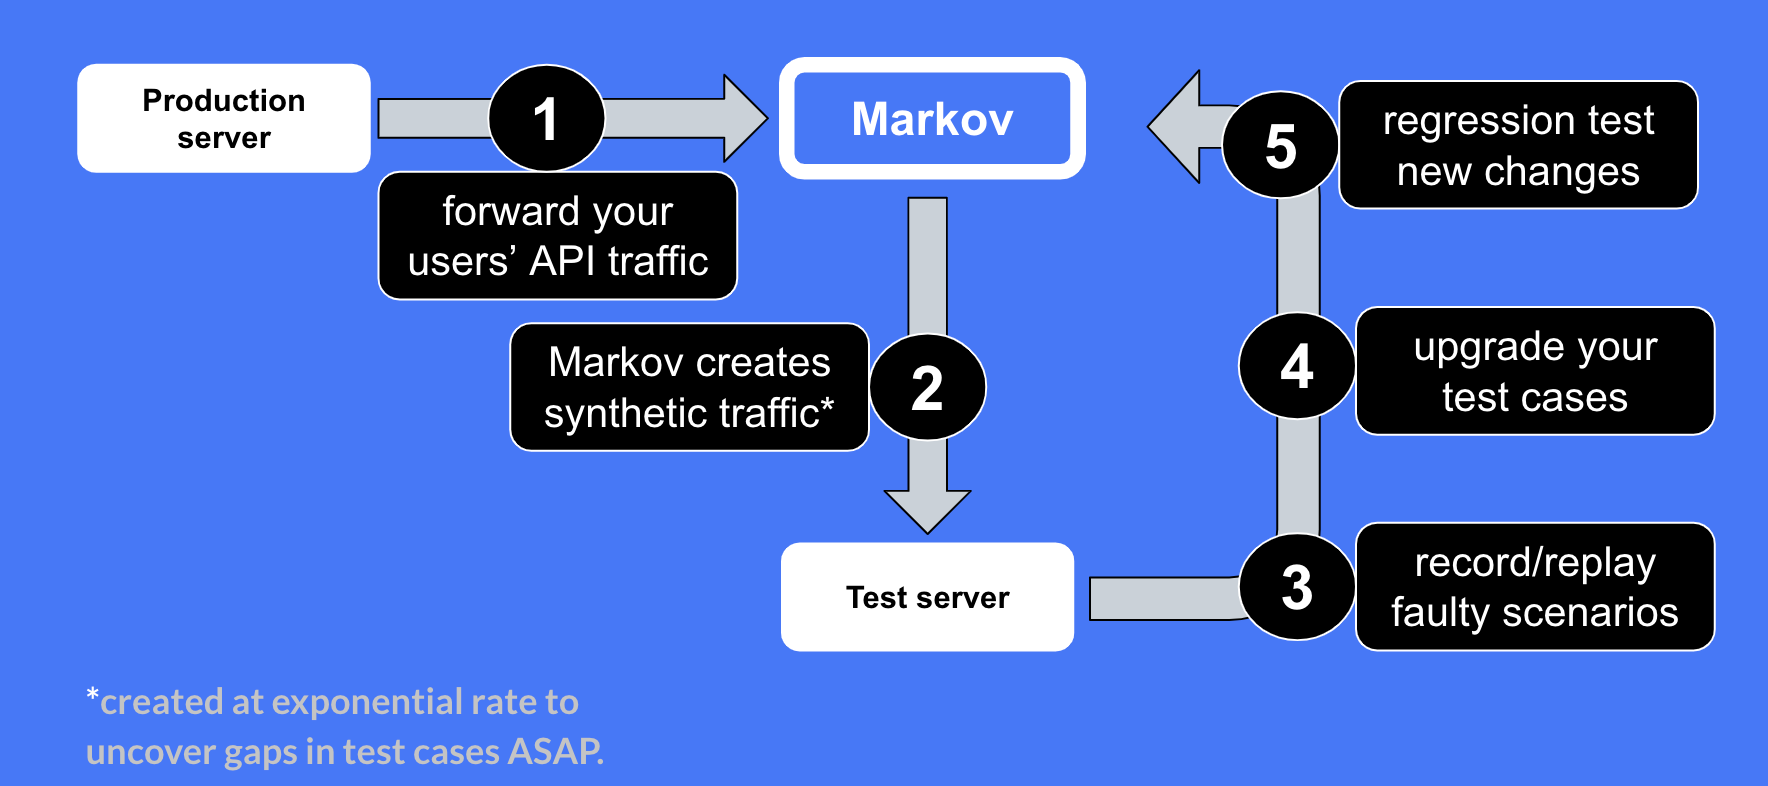 Production
server
1
Markov
5
regression test
new changes
forward your
users’ API traffic
Markov creates
synthetic traffic*
2
4
upgrade your
test cases
Test server
3
record/replay
faulty scenarios
*created at exponential rate to
uncover gaps in test cases ASAP.